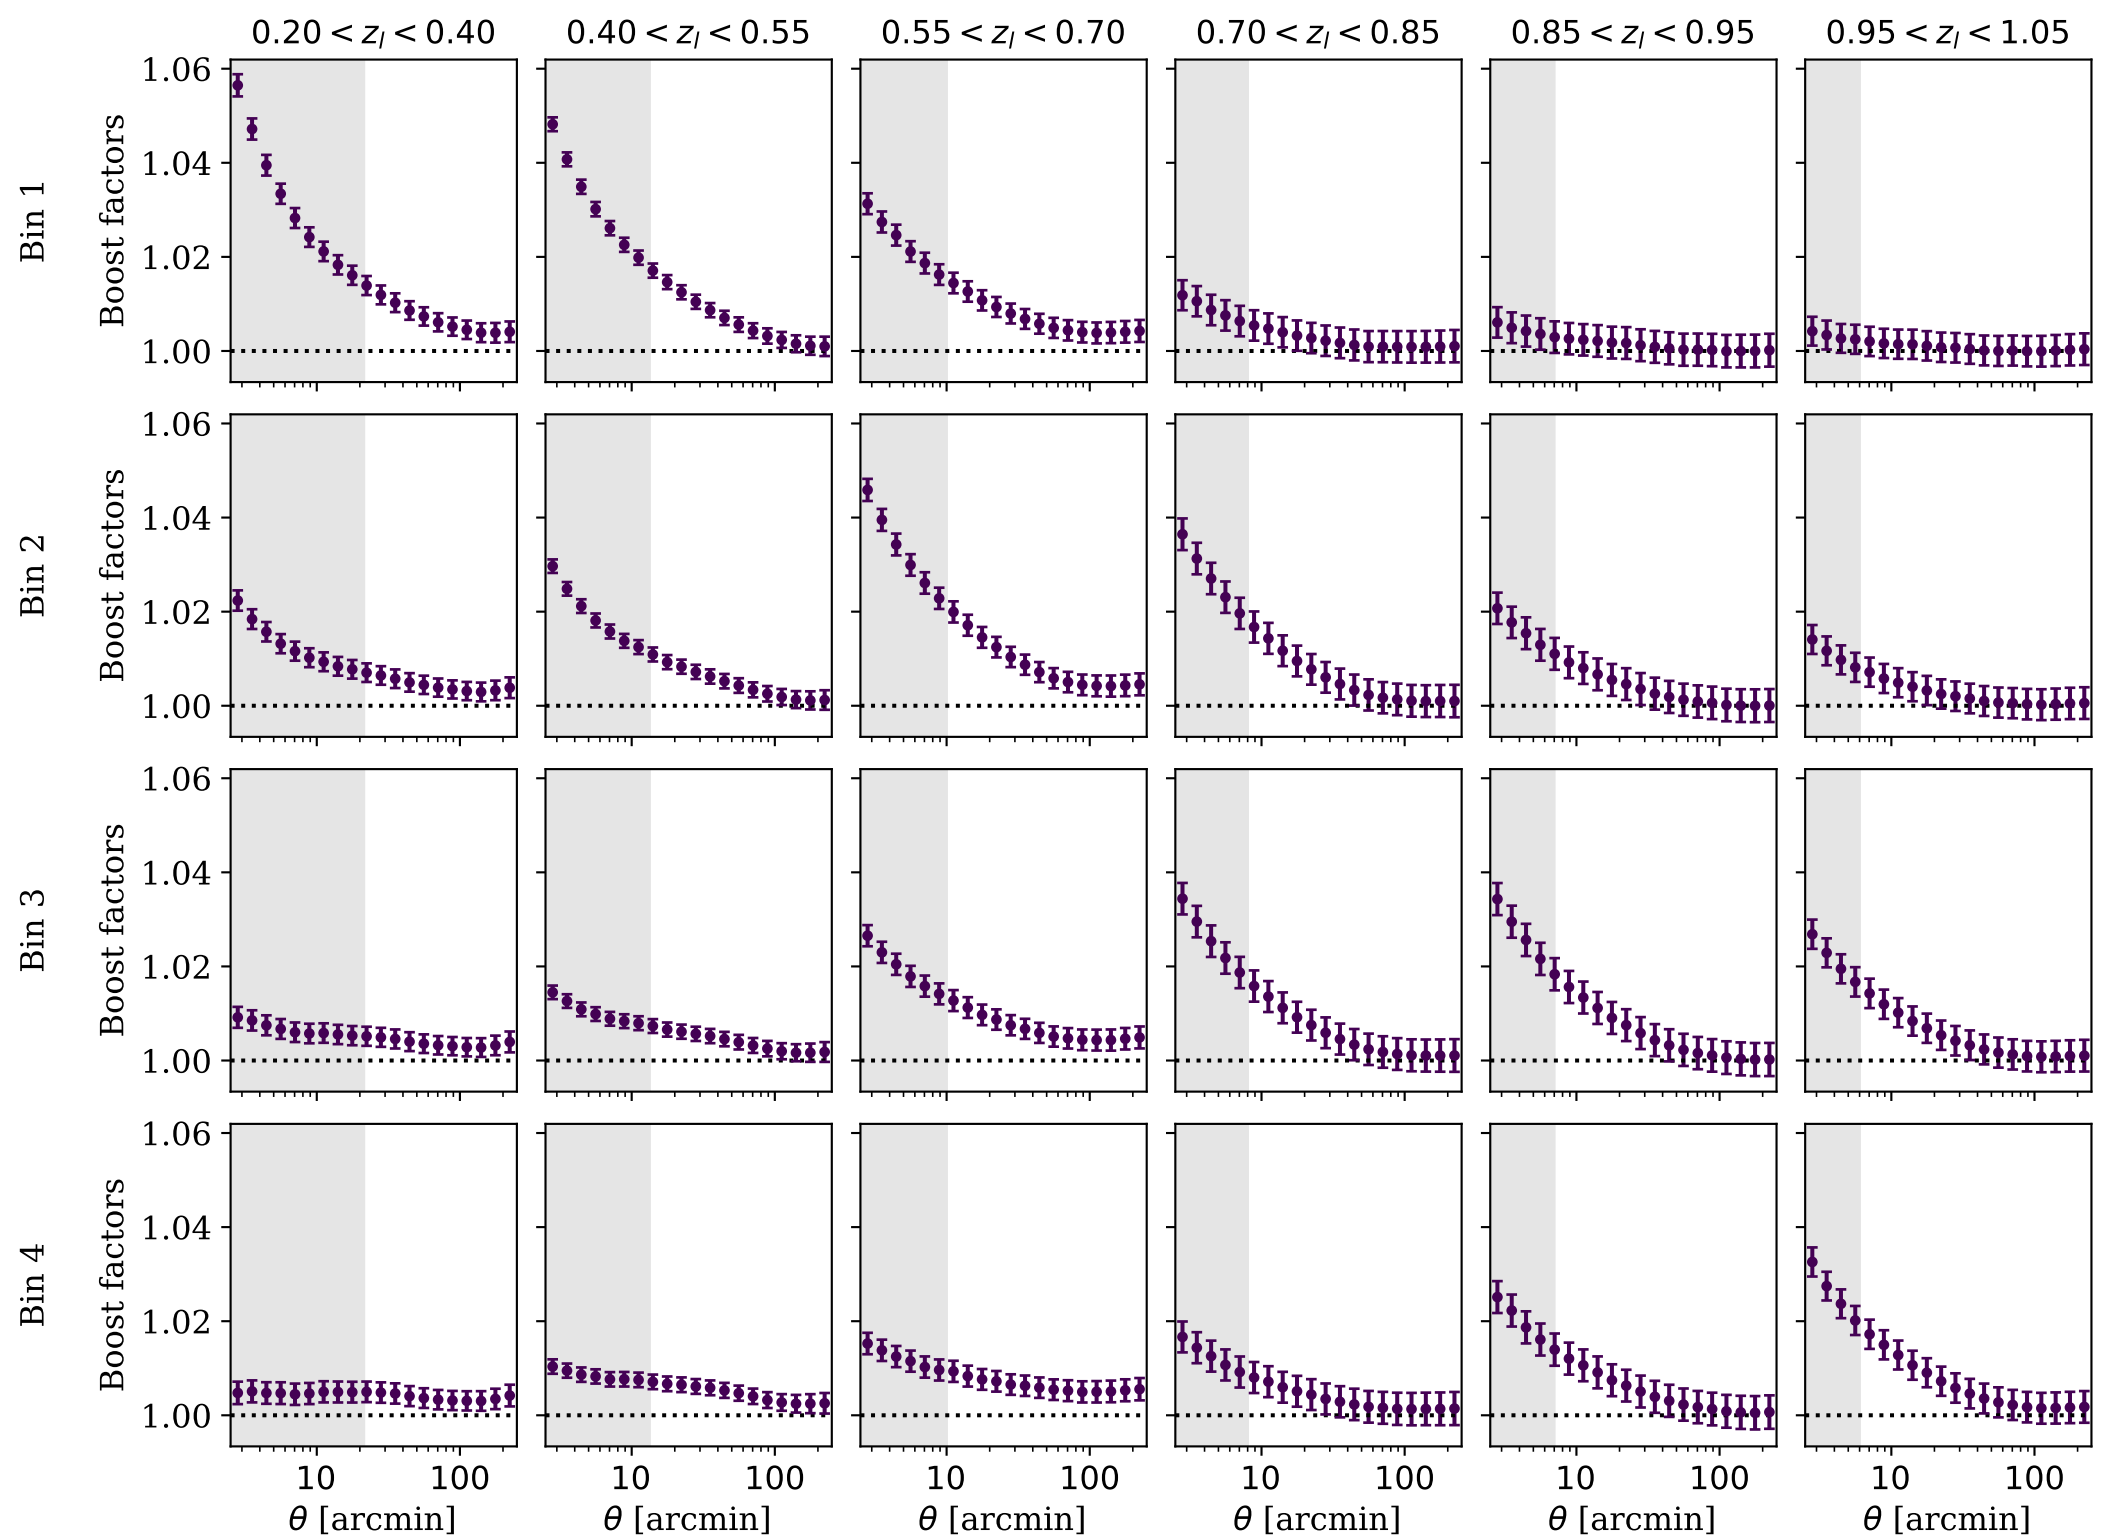 0.20 < z_l < 0.40 0.40 < z_l < 0.55 0.55 < z_l < 0.70 0.70 < z_l < 0.85 0.85 < z_l < 0.95 0.95 < z_l < 1.05
Bin 1
Boost factors
1.06
1.04
1.02
1.00
Bin 2
Boost factors
1.06
1.04
1.02
1.00
Bin 3
Boost factors
1.06
1.04
1.02
1.00
Bin 4
Boost factors
1.06
1.04
1.02
1.00
10 100 10 100 10 100 10 100 10 100 10 100
θ [arcmin] θ [arcmin] θ [arcmin] θ [arcmin] θ [arcmin] θ [arcmin]